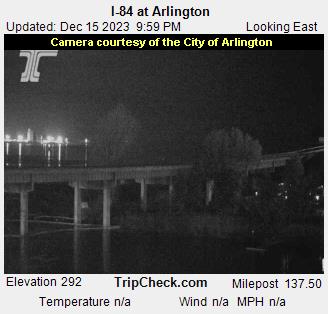 I-84 at Arlington
Updated: Dec 15 2023 9:59 PM Looking East
Camera courtesy of the City of Arlington
Elevation 292 TripCheck.com Milepost 137.50
Temperature n/a Wind n/a MPH n/a